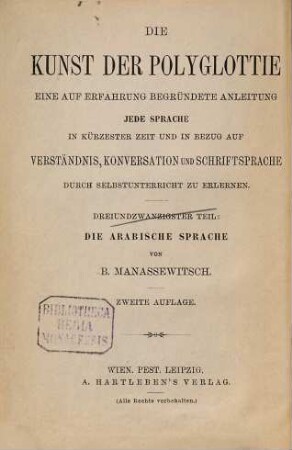 DIE
KUNST DER POLYGLOTTIE
EINE AUF ERFAHRUNG BEGRÜNDETE ANLEITUNG
JEDE SPRACHE
IN KÜRZESTER ZEIT UND IN BEZUG AUF
VERSTÄNDNIS, KONVERSATION UND SCHRIFTSPRACHE
DURCH SELBSTUNTERRICHT ZU ERLERNEN.
DREIUNDZWANZIGSTER TEIL:
DIE ARABISCHE SPRACHE
VON
B. MANASSEWITSCH.
ZWEITE AUFLAGE.
BIBLIOTHECA
REGIA
MONACENSIS
WIEN. PEST. LEIPZIG.
A. HARTLEBEN'S VERLAG.
(Alle Rechte vorbehalten.)